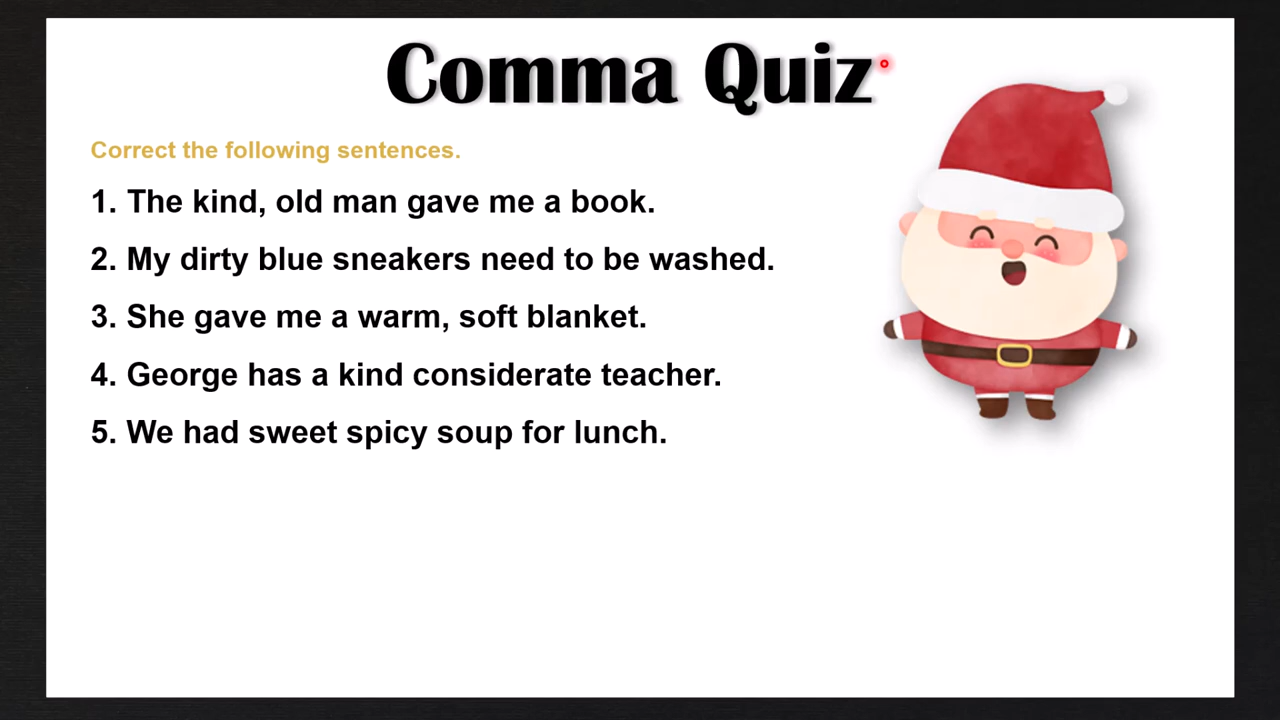 Comma Quiz
Correct the following sentences.
1. The kind, old man gave me a book.
2. My dirty blue sneakers need to be washed.
3. She gave me a warm, soft blanket.
4. George has a kind considerate teacher.
5. We had sweet spicy soup for lunch.